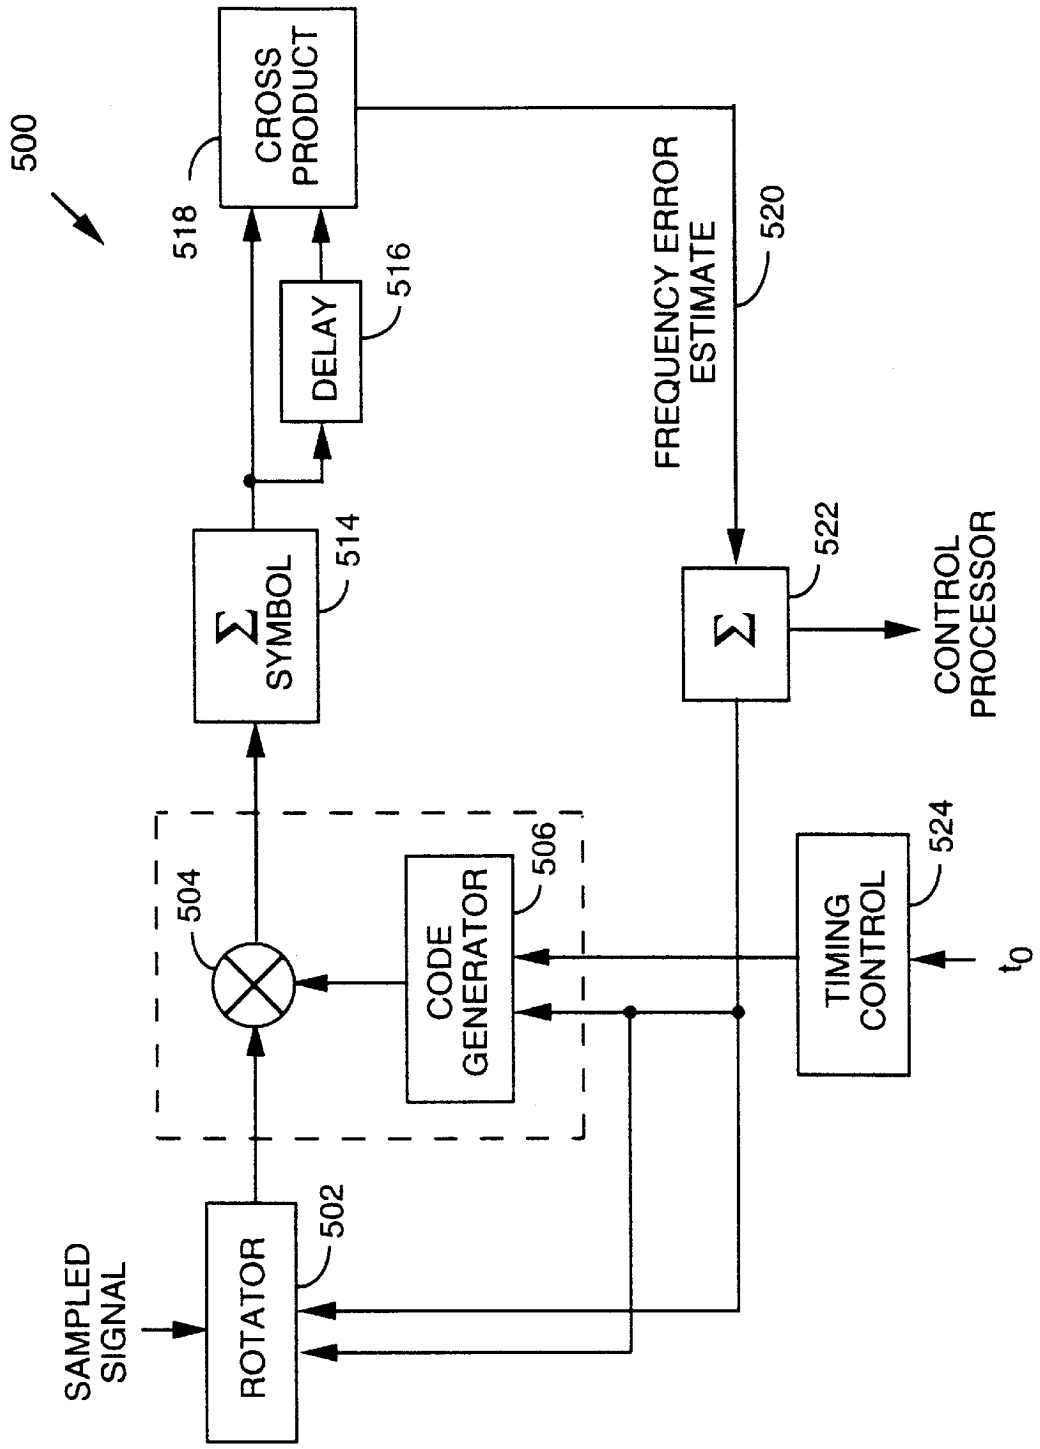 500
SAMPLED
SIGNAL
ROTATOR
502
504
CODE
GENERATOR
506
Σ
SYMBOL
514
DELAY
516
518
CROSS
PRODUCT
FREQUENCY ERROR
ESTIMATE
520
Σ
522
CONTROL
PROCESSOR
TIMING
CONTROL
524
t0